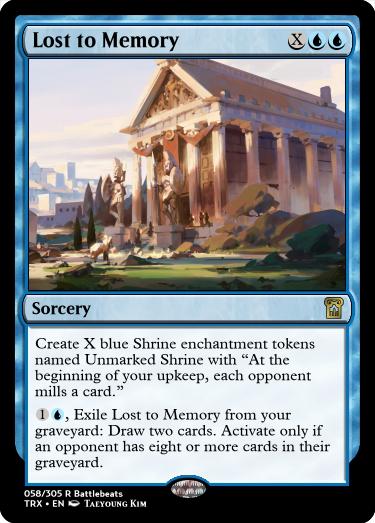 Lost to Memory
X
Sorcery
Create X blue Shrine enchantment tokens
named Unmarked Shrine with “At the
beginning of your upkeep, each opponent
mills a card.”
1, Exile Lost to Memory from your
graveyard: Draw two cards. Activate only if
an opponent has eight or more cards in their
graveyard.
058/305 R Battlebeats
TRX • EN Taeyoung Kim